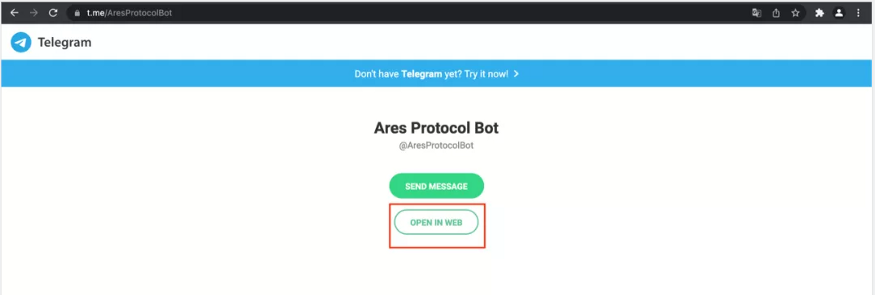 t.me/AresProtocolBot
Telegram
Don't have Telegram yet? Try it now!
Ares Protocol Bot
@AresProtocolBot
SEND MESSAGE
OPEN IN WEB